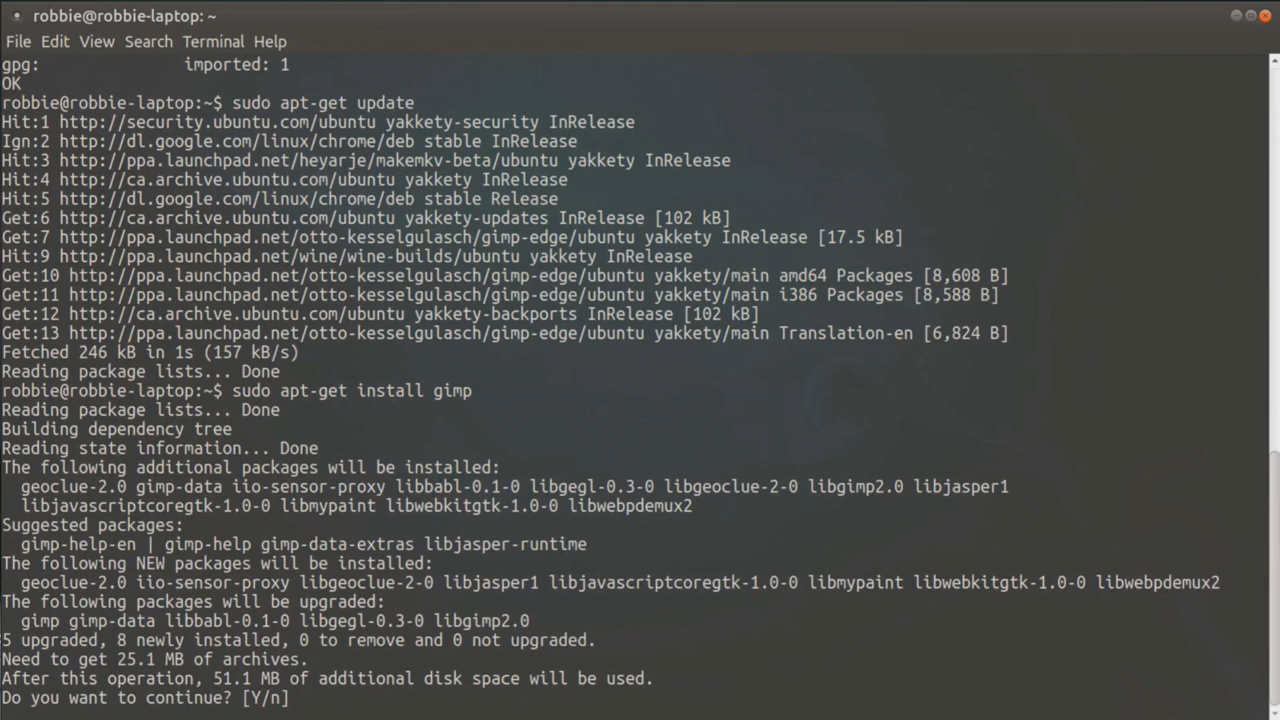 robbie@robbie-laptop: ~
File Edit View Search Terminal Help
gpg:               imported: 1
OK
robbie@robbie-laptop:~$ sudo apt-get update
Hit:1 http://security.ubuntu.com/ubuntu yakkety-security InRelease
Ign:2 http://dl.google.com/linux/chrome/deb stable InRelease
Hit:3 http://ppa.launchpad.net/heyarje/makemkv-beta/ubuntu yakkety InRelease
Hit:4 http://ca.archive.ubuntu.com/ubuntu yakkety InRelease
Hit:5 http://dl.google.com/linux/chrome/deb stable Release
Get:6 http://ca.archive.ubuntu.com/ubuntu yakkety-updates InRelease [102 kB]
Get:7 http://ppa.launchpad.net/otto-kesselgulasch/gimp-edge/ubuntu yakkety InRelease [17.5 kB]
Hit:9 http://ppa.launchpad.net/wine/wine-builds/ubuntu yakkety InRelease
Get:10 http://ppa.launchpad.net/otto-kesselgulasch/gimp-edge/ubuntu yakkety/main amd64 Packages [8,608 B]
Get:11 http://ppa.launchpad.net/otto-kesselgulasch/gimp-edge/ubuntu yakkety/main i386 Packages [8,588 B]
Get:12 http://ca.archive.ubuntu.com/ubuntu yakkety-backports InRelease [102 kB]
Get:13 http://ppa.launchpad.net/otto-kesselgulasch/gimp-edge/ubuntu yakkety/main Translation-en [6,824 B]
Fetched 246 kB in 1s (157 kB/s)
Reading package lists... Done
robbie@robbie-laptop:~$ sudo apt-get install gimp
Reading package lists... Done
Building dependency tree
Reading state information... Done
The following additional packages will be installed:
  geoclue-2.0 gimp-data iio-sensor-proxy libbabl-0.1-0 libgegl-0.3-0 libgeoclue-2-0 libgimp2.0 libjasper1
  libjavascriptcoregtk-1.0-0 libmypaint libwebkitgtk-1.0-0 libwebpdemux2
Suggested packages:
  gimp-help-en | gimp-help gimp-data-extras libjasper-runtime
The following NEW packages will be installed:
  geoclue-2.0 iio-sensor-proxy libgeoclue-2-0 libjasper1 libjavascriptcoregtk-1.0-0 libmypaint libwebkitgtk-1.0-0 libwebpdemux2
The following packages will be upgraded:
  gimp gimp-data libbabl-0.1-0 libgegl-0.3-0 libgimp2.0
5 upgraded, 8 newly installed, 0 to remove and 0 not upgraded.
Need to get 25.1 MB of archives.
After this operation, 51.1 MB of additional disk space will be used.
Do you want to continue? [Y/n]